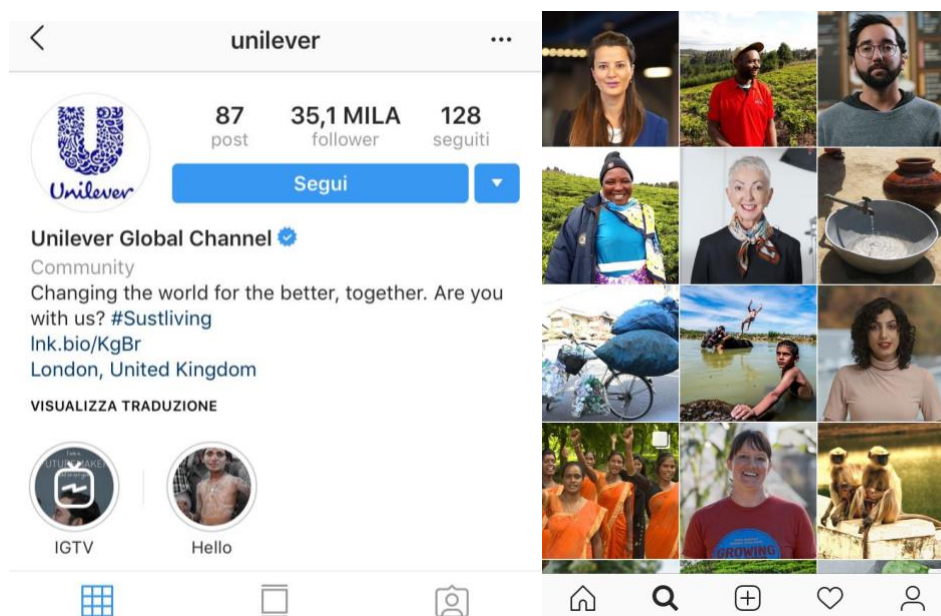 unilever
87
35,1 MILA
128
post
follower
seguiti
Segui
Unilever
Unilever Global Channel
Community
Changing the world for the better, together. Are you
with us? #Sustliving
lnk.bio/KgBr
London, United Kingdom
VISUALIZZA TRADUZIONE
IGTV
Hello
GROWING